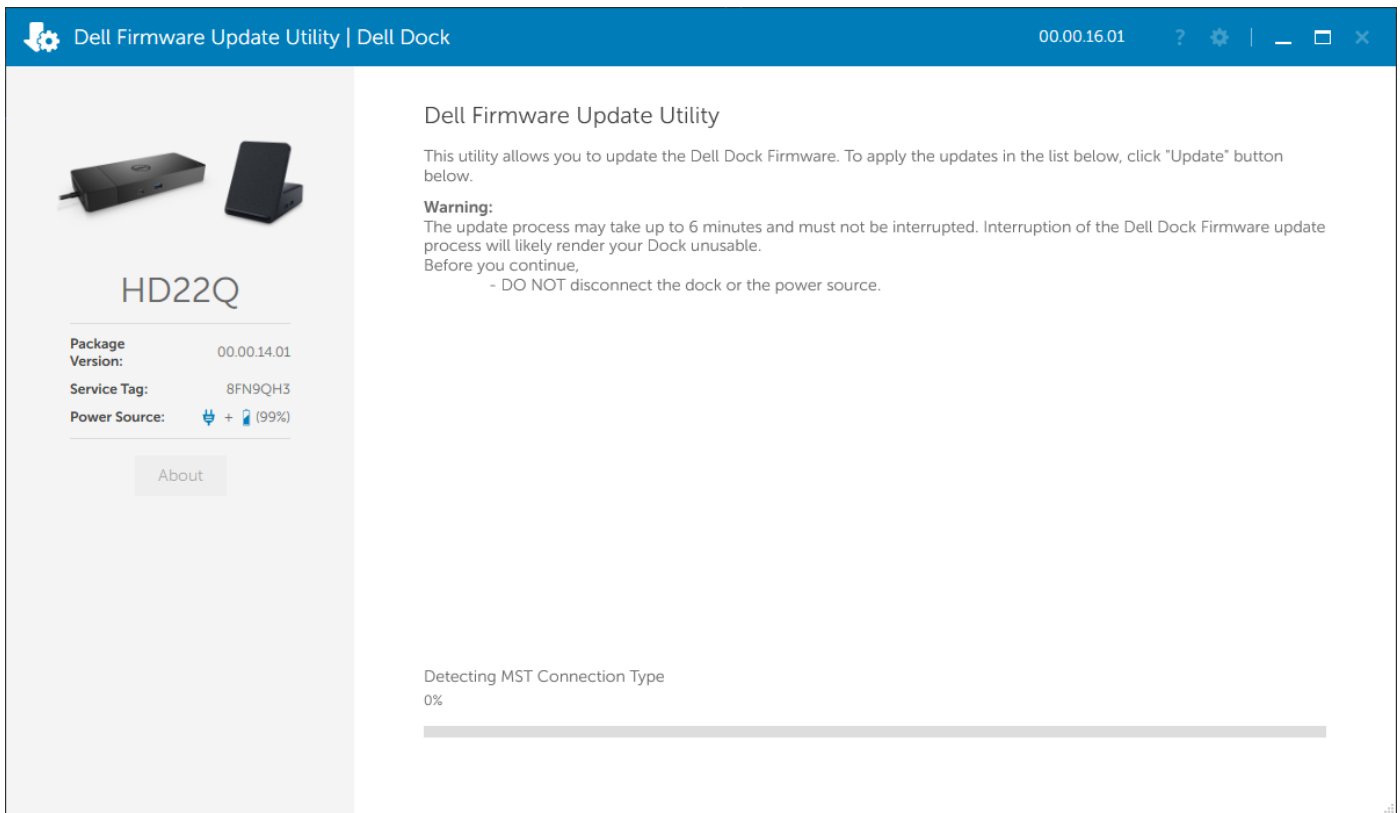 Dell Firmware Update Utility | Dell Dock
00.00.16.01
?
HD22Q
Package
Version:
00.00.14.01
Service Tag: 8FN9QH3
Power Source: + (99%)
About
Dell Firmware Update Utility
This utility allows you to update the Dell Dock Firmware. To apply the updates in the list below, click "Update" button
below.
Warning:
The update process may take up to 6 minutes and must not be interrupted. Interruption of the Dell Dock Firmware update
process will likely render your Dock unusable.
Before you continue,
- DO NOT disconnect the dock or the power source.
Detecting MST Connection Type
0%